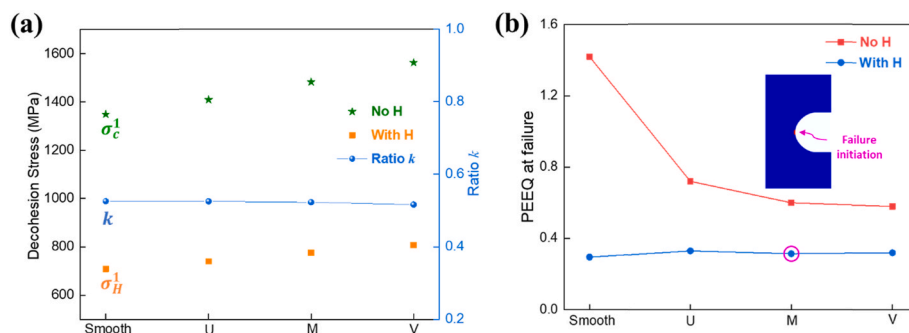 (a)
Decohesion Stress (MPa)
1600
1400
1200
1000
800
600
1.0
0.8
0.6
0.4
0.2
Ratio k
σ_c^1
No H
With H
Ratio k
k
σ_H^1
Smooth U M V
(b)
PEEQ at failure
1.6
1.2
0.8
0.4
0.0
No H
With H
Failure
initiation
Smooth U M V